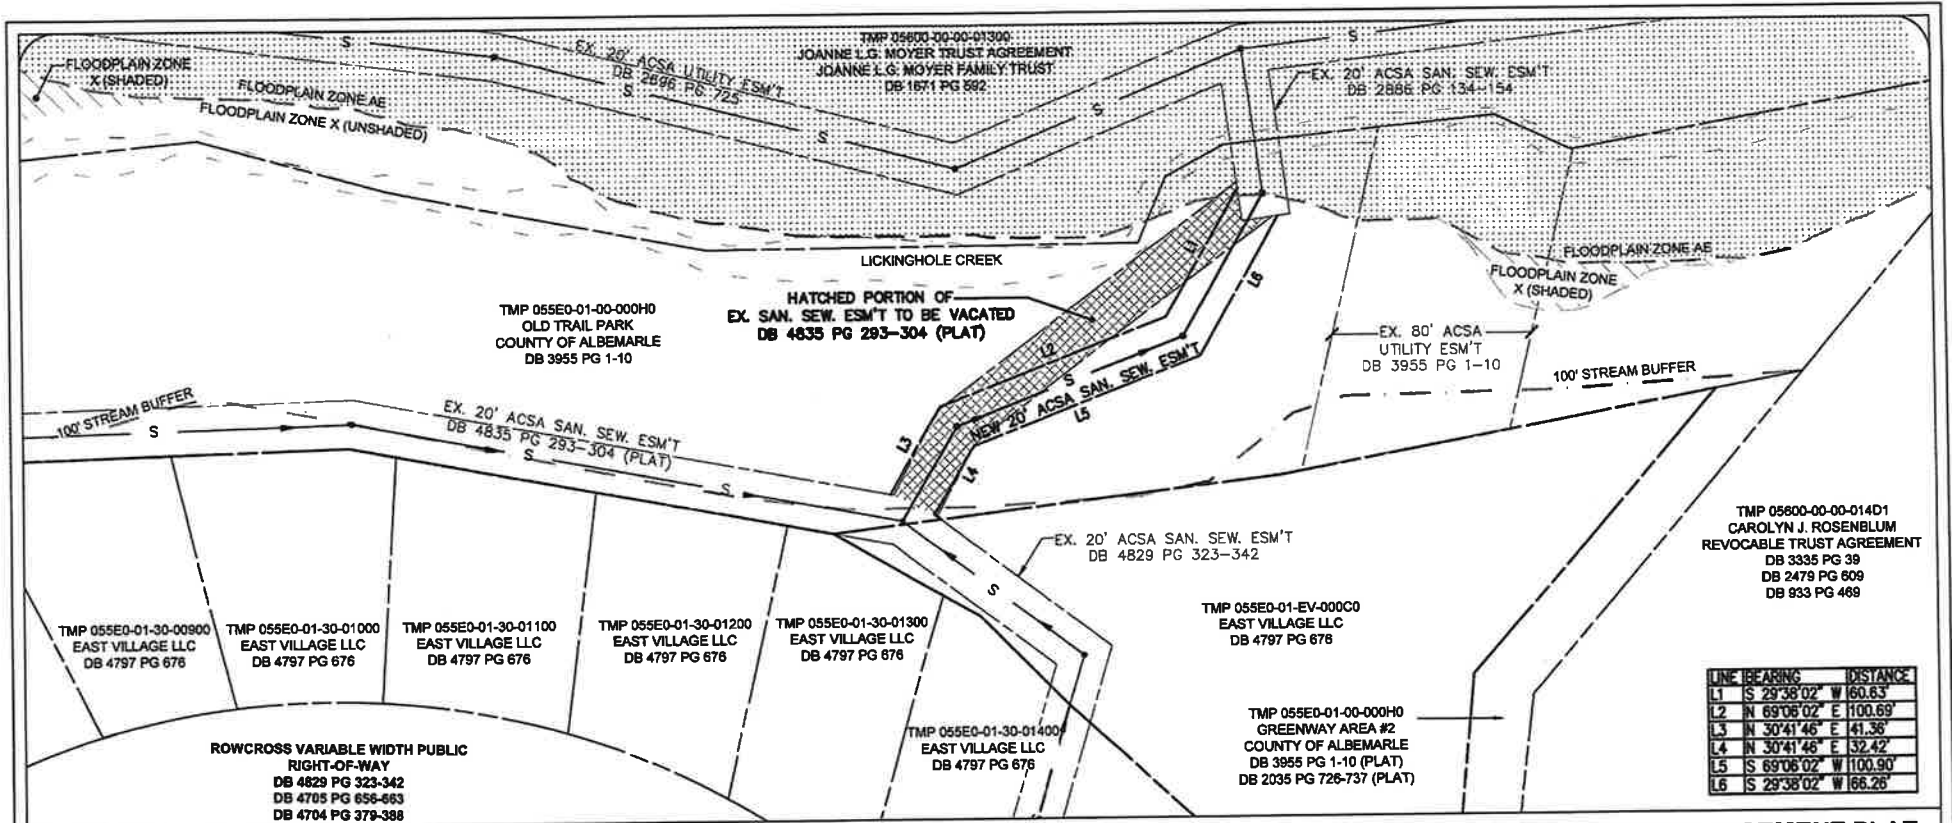 TMP 05600-00-00-01300
JOANNE L.G. MOYER TRUST AGREEMENT
JOANNE L.G. MOYER FAMILY TRUST
DB 1671 PG 592
S
S
FLOODPLAIN ZONE
X (SHADED)
EX. 20' ACSA UTILITY ESM'T
DB 2696 PG 725
S
S
S
EX. 20' ACSA SAN. SEW. ESM'T
DB 2886 PG 134-154
FLOODPLAIN ZONE AE
FLOODPLAIN ZONE X (UNSHADED)
LICKINGHOLE CREEK
L1
L6
FLOODPLAIN ZONE AE
FLOODPLAIN ZONE
X (SHADED)
HATCHED PORTION OF
EX. SAN. SEW. ESM'T TO BE VACATED
DB 4835 PG 293-304 (PLAT)
TMP 055E0-01-00-000H0
OLD TRAIL PARK
COUNTY OF ALBEMARLE
DB 3955 PG 1-10
EX. 80' ACSA
UTILITY ESM'T
DB 3955 PG 1-10
L2
S
NEW 20' ACSA SAN. SEW. ESM'T
L5
100' STREAM BUFFER
100' STREAM BUFFER
S
EX. 20' ACSA SAN. SEW. ESM'T
DB 4835 PG 293-304 (PLAT)
S
S
L3
L4
EX. 20' ACSA SAN. SEW. ESM'T
DB 4829 PG 323-342
S
TMP 05600-00-00-014D1
CAROLYN J. ROSENBLUM
REVOCABLE TRUST AGREEMENT
DB 3335 PG 39
DB 2479 PG 609
DB 933 PG 469
TMP 055E0-01-30-00900
EAST VILLAGE LLC
DB 4797 PG 676
TMP 055E0-01-30-01000
EAST VILLAGE LLC
DB 4797 PG 676
TMP 055E0-01-30-01100
EAST VILLAGE LLC
DB 4797 PG 676
TMP 055E0-01-30-01200
EAST VILLAGE LLC
DB 4797 PG 676
TMP 055E0-01-30-01300
EAST VILLAGE LLC
DB 4797 PG 676
TMP 055E0-01-EV-000C0
EAST VILLAGE LLC
DB 4797 PG 676
TMP 055E0-01-30-01400
EAST VILLAGE LLC
DB 4797 PG 676
TMP 055E0-01-00-000H0
GREENWAY AREA #2
COUNTY OF ALBEMARLE
DB 3955 PG 1-10 (PLAT)
DB 2035 PG 726-737 (PLAT)
ROWCROSS VARIABLE WIDTH PUBLIC
RIGHT-OF-WAY
DB 4829 PG 323-342
DB 4705 PG 656-663
DB 4704 PG 379-388
LINE BEARING DISTANCE
L1 S 29°38'02" W 60.63'
L2 N 69°06'02" E 100.69'
L3 N 30°41'46" E 41.36'
L4 N 30°41'46" E 32.42'
L5 S 69°06'02" W 100.90'
L6 S 29°38'02" W 66.26'